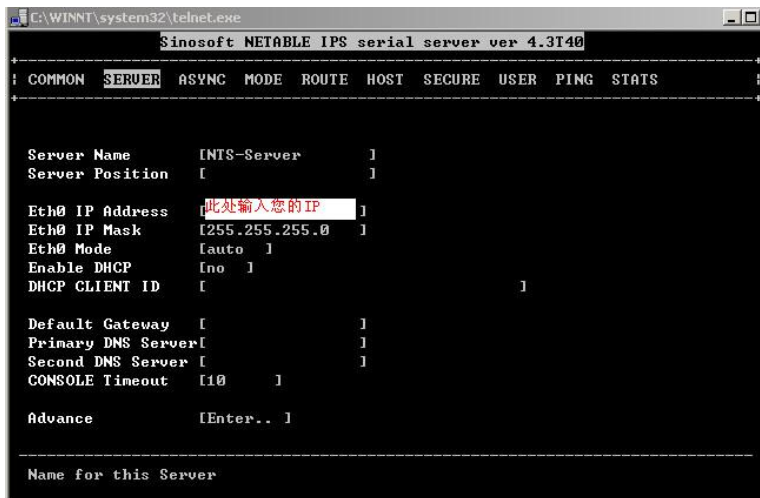 C:\WINNT\system32\telnet.exe
Sinosoft NETABLE IPS serial server ver 4.3T40
COMMON SERVER ASYNC MODE ROUTE HOST SECURE USER PING STATS
Server Name [NTS-Server ]
Server Position [ ]
Eth0 IP Address [此处输入您的IP ]
Eth0 IP Mask [255.255.255.0 ]
Eth0 Mode [auto ]
Enable DHCP [no ]
DHCP CLIENT ID [ ]
Default Gateway [ ]
Primary DNS Server[ ]
Second DNS Server [ ]
CONSOLE Timeout [10 ]
Advance [Enter.. ]
Name for this Server